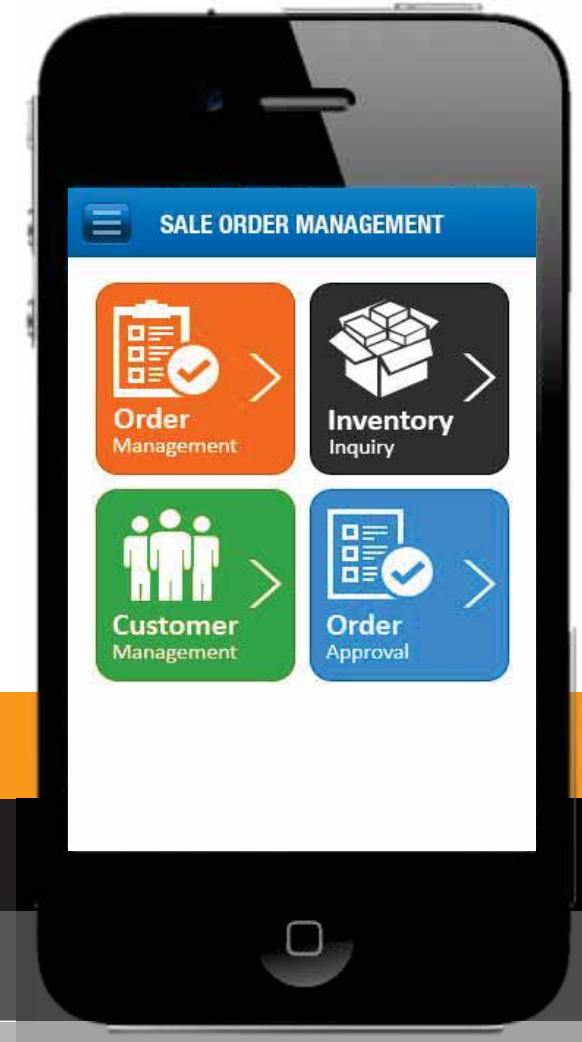 SALE ORDER MANAGEMENT
Order
Management
Inventory
Inquiry
Customer
Management
Order
Approval